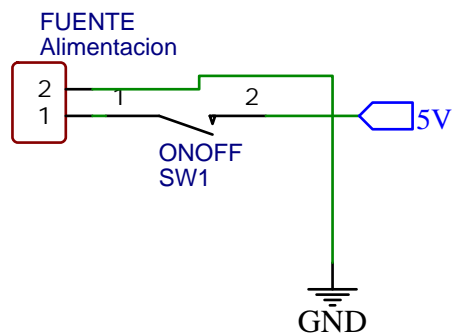 FUENTE
Alimentacion
2
1
1
2
ONOFF
SW1
5V
GND